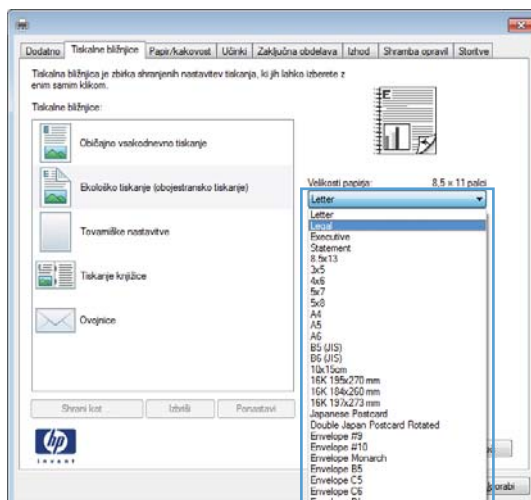 Dodatno Tiskalne bližnjice Papir/kakovost Učinki Zaključna obdelava Izhod Shramba opravil Storitve
Tiskalna bližnjica je zbirka shranjenih nastavitev tiskanja, ki jih lahko izberete z
enim samim klikom.
Tiskalne bližnjice:
Običajno vsakodnevno tiskanje
Ekološko tiskanje (obojestransko tiskanje)
Tovarniške nastavitve
Tiskanje knjižice
Ovojnice
Shrani kot ... Izbriši Ponastavi
hp
invent
E
Velikosti papirja: 8,5 × 11 palci
Letter
Letter
Legal
Executive
Statement
8.5x13
3x5
4x6
5x7
5x8
A4
A5
A6
B5 (JIS)
B6 (JIS)
10x15cm
16K 195x270 mm
16K 184x260 mm
16K 197x273 mm
Japanese Postcard
Double Japan Postcard Rotated
Envelope #9
Envelope #10
Envelope Monarch
Envelope B5
Envelope C5
Envelope C6